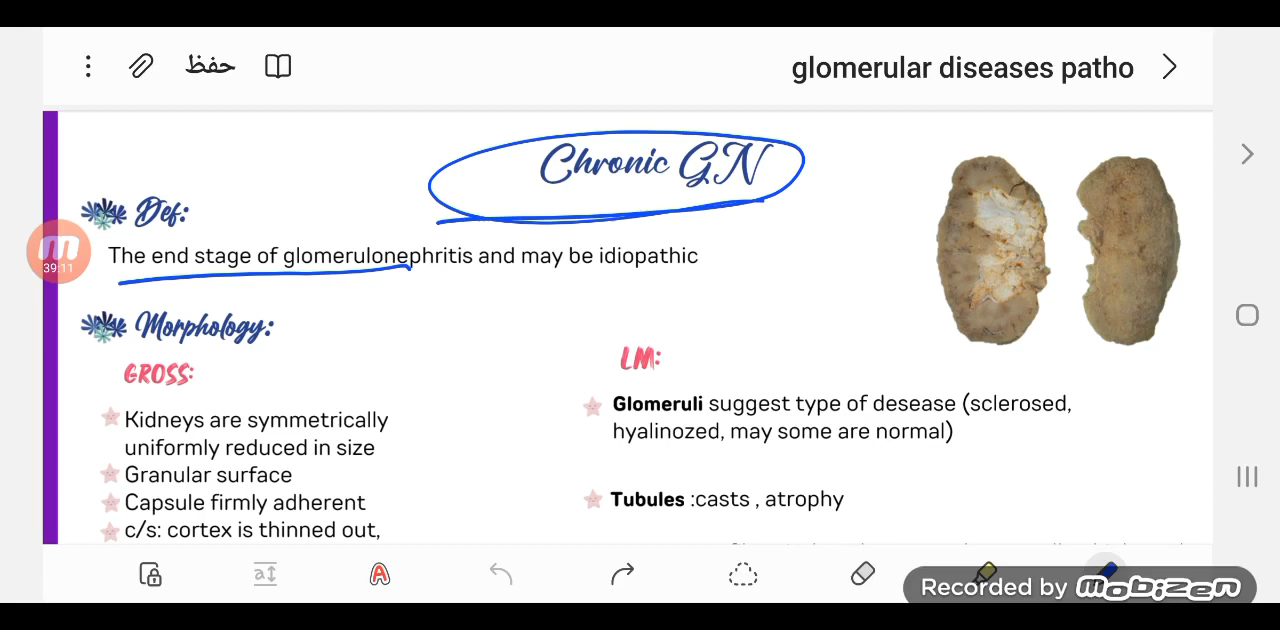 حفظ
glomerular diseases patho
Chronic GN
Def:
The end stage of glomerulonephritis and may be idiopathic
39:11
Morphology:
GROSS:
Kidneys are symmetrically
uniformly reduced in size
Granular surface
Capsule firmly adherent
c/s: cortex is thinned out,
LM:
Glomeruli suggest type of desease (sclerosed,
hyalinozed, may some are normal)
Tubules :casts , atrophy
Recorded by mobizen